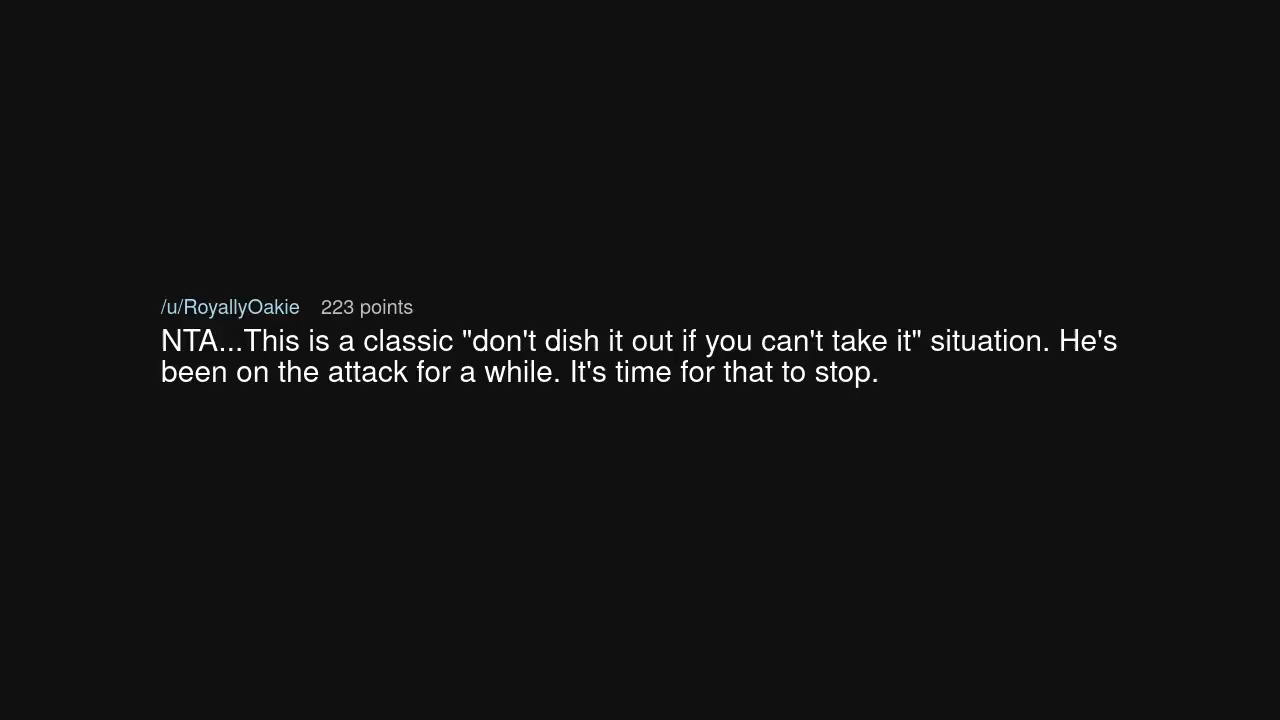 /u/RoyallyOakie 223 points
NTA...This is a classic "don't dish it out if you can't take it" situation. He's
been on the attack for a while. It's time for that to stop.